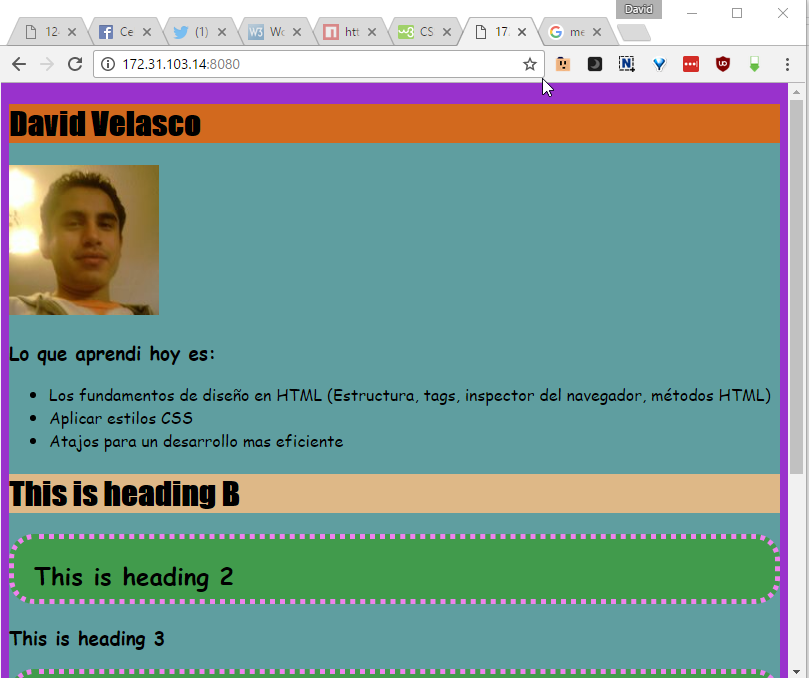 David
12
Ce
(1)
Wc
htt
CS
17.
me
172.31.103.14:8080
David Velasco
Lo que aprendi hoy es:
Los fundamentos de diseño en HTML (Estructura, tags, inspector del navegador, métodos HTML)
Aplicar estilos CSS
Atajos para un desarrollo mas eficiente
This is heading B
This is heading 2
This is heading 3